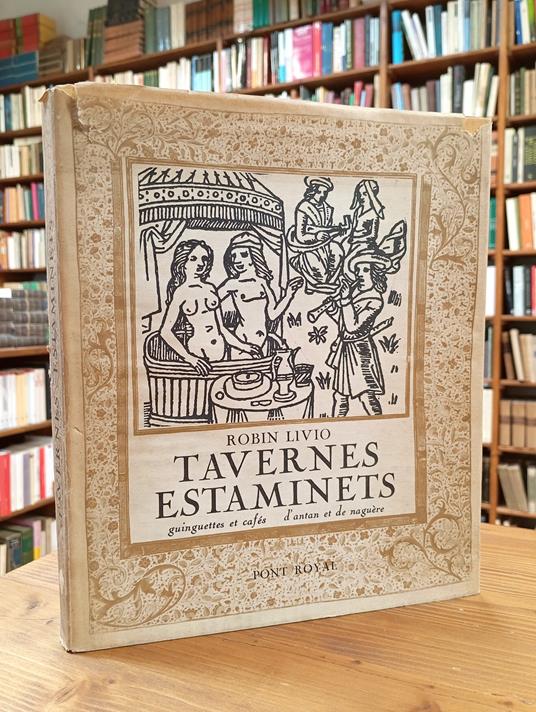 ROBIN LIVIO
TAVERNES
ESTAMINETS
guinguettes et cafés d'antan et de naguère
PONT ROYAL